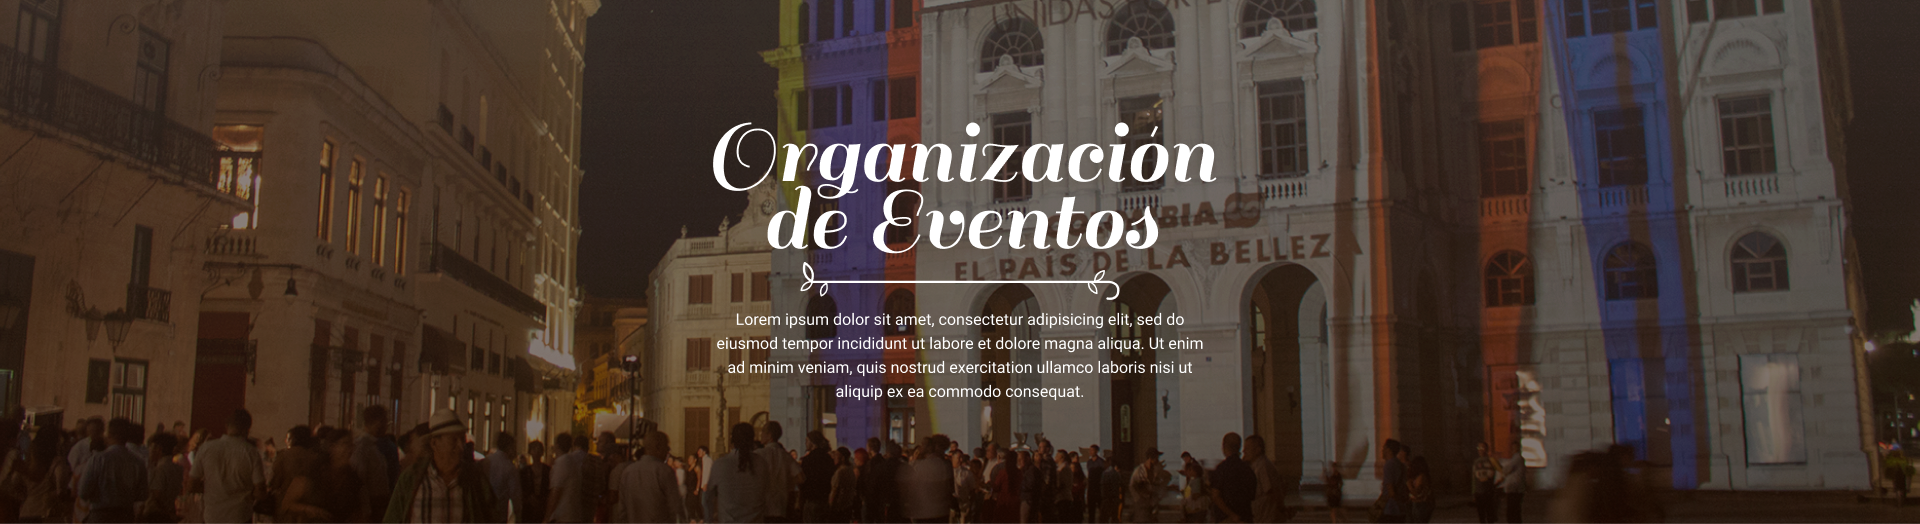 UNIDAS
Organización
de Eventos
BIA
EL PAÍS DE LA BELLEZA
Lorem ipsum dolor sit amet, consectetur adipisicing elit, sed do
eiusmod tempor incididunt ut labore et dolore magna aliqua. Ut enim
ad minim veniam, quis nostrud exercitation ullamco laboris nisi ut
aliquip ex ea commodo consequat.